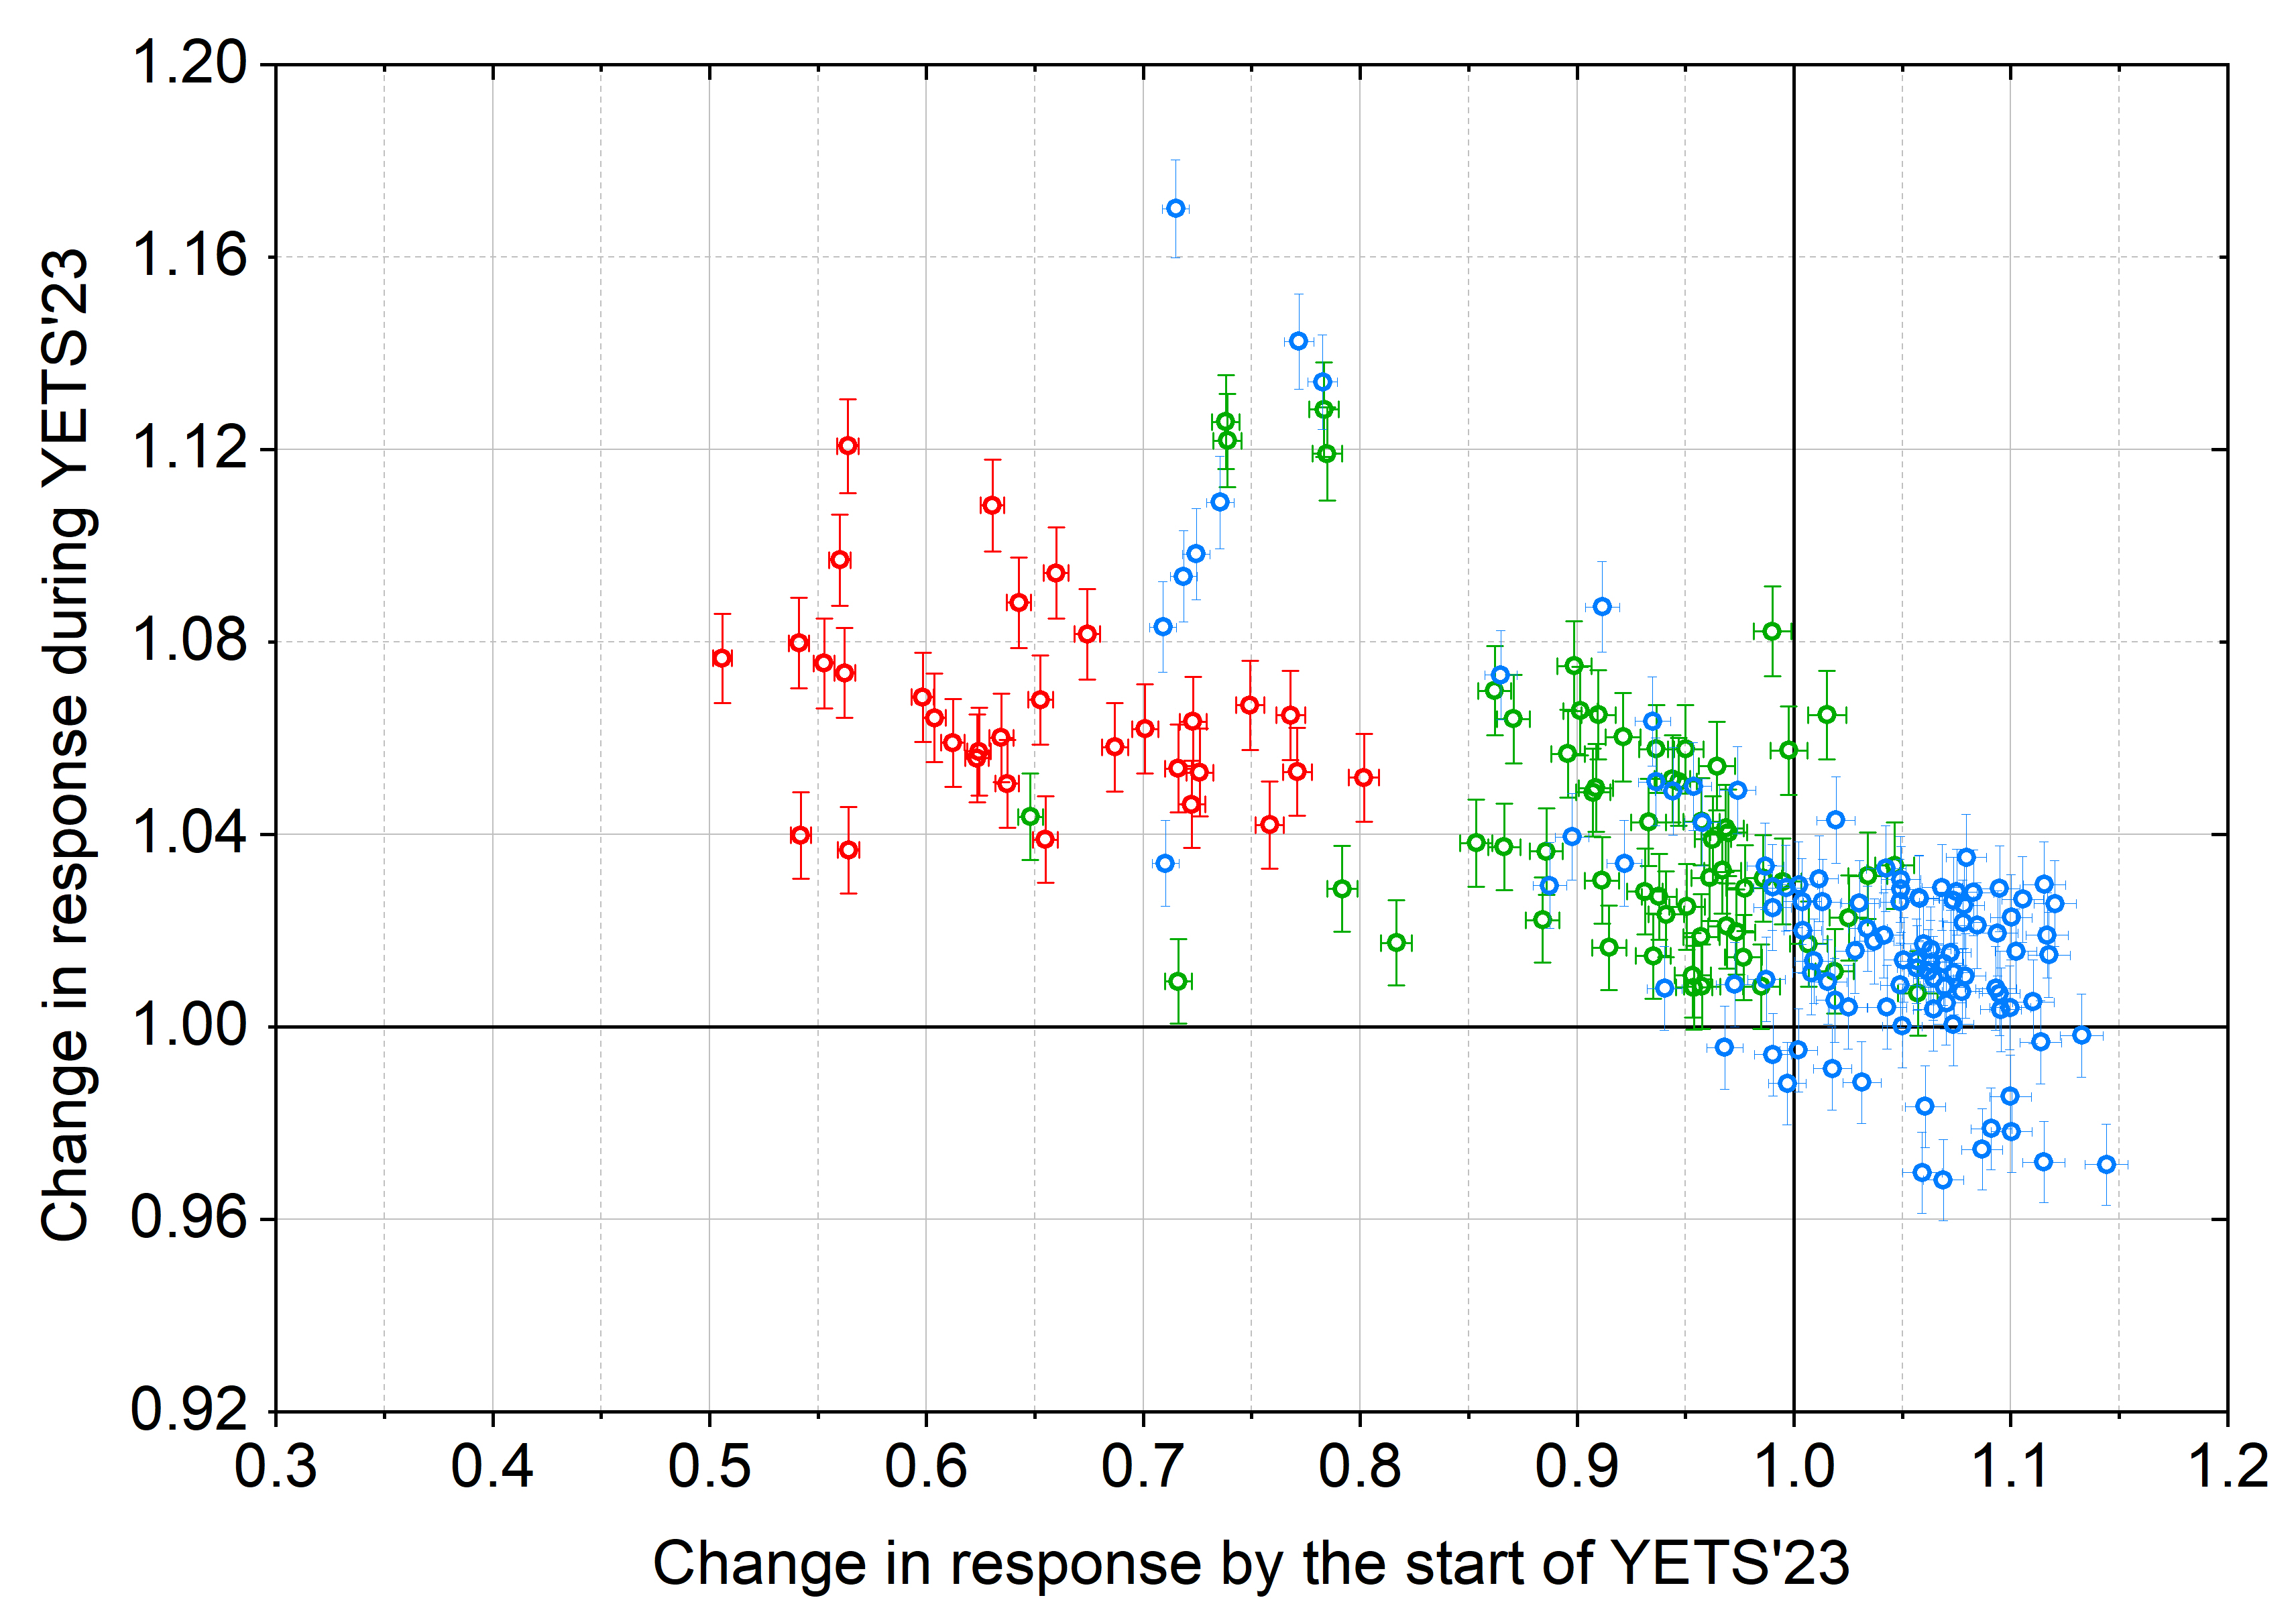 1.20
1.16
1.12
1.08
1.04
1.00
0.96
0.92
Change in response during YETS'23
0.3 0.4 0.5 0.6 0.7 0.8 0.9 1.0 1.1 1.2
Change in response by the start of YETS'23